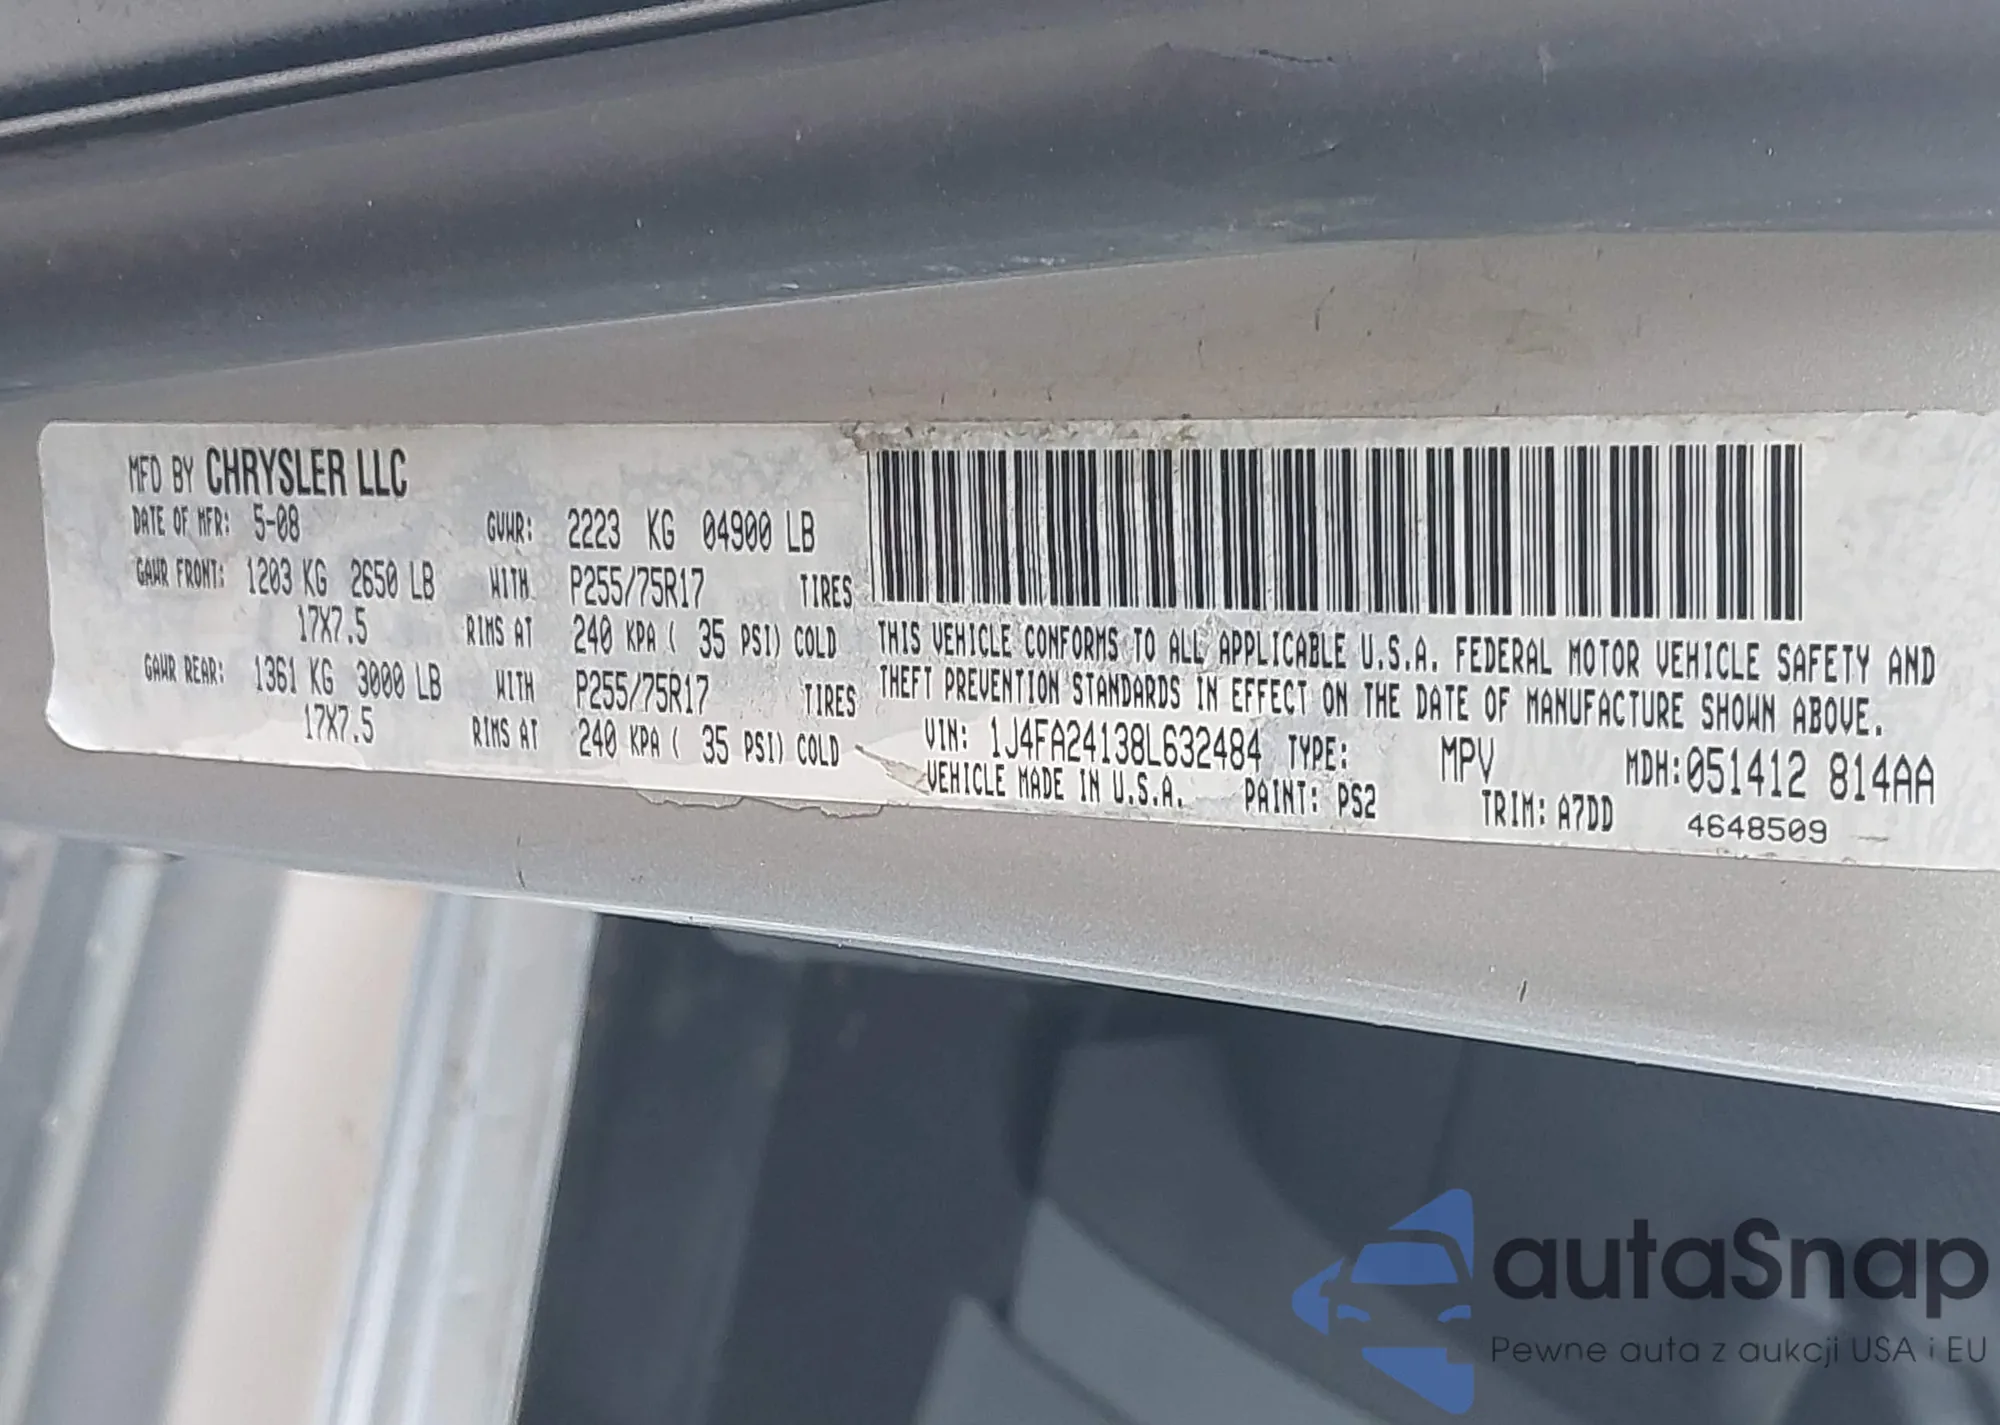 MFD BY CHRYSLER LLC
DATE OF MFR: 5-08 GVWR: 2223 KG 04900 LB
GAWR FRONT: 1203 KG 2650 LB WITH P255/75R17 TIRES
17X7.5 RIMS AT 240 KPA ( 35 PSI) COLD
GAWR REAR: 1361 KG 3000 LB WITH P255/75R17 TIRES
17X7.5 RIMS AT 240 KPA ( 35 PSI) COLD
THIS VEHICLE CONFORMS TO ALL APPLICABLE U.S.A. FEDERAL MOTOR VEHICLE SAFETY AND
THEFT PREVENTION STANDARDS IN EFFECT ON THE DATE OF MANUFACTURE SHOWN ABOVE.
VIN: 1J4FA24138L632484 TYPE: MPV MDH:051412 814AA
VEHICLE MADE IN U.S.A. PAINT: PS2 TRIM: A7DD 4648509
autaSnap
Pewne auta z aukcji USA i EU